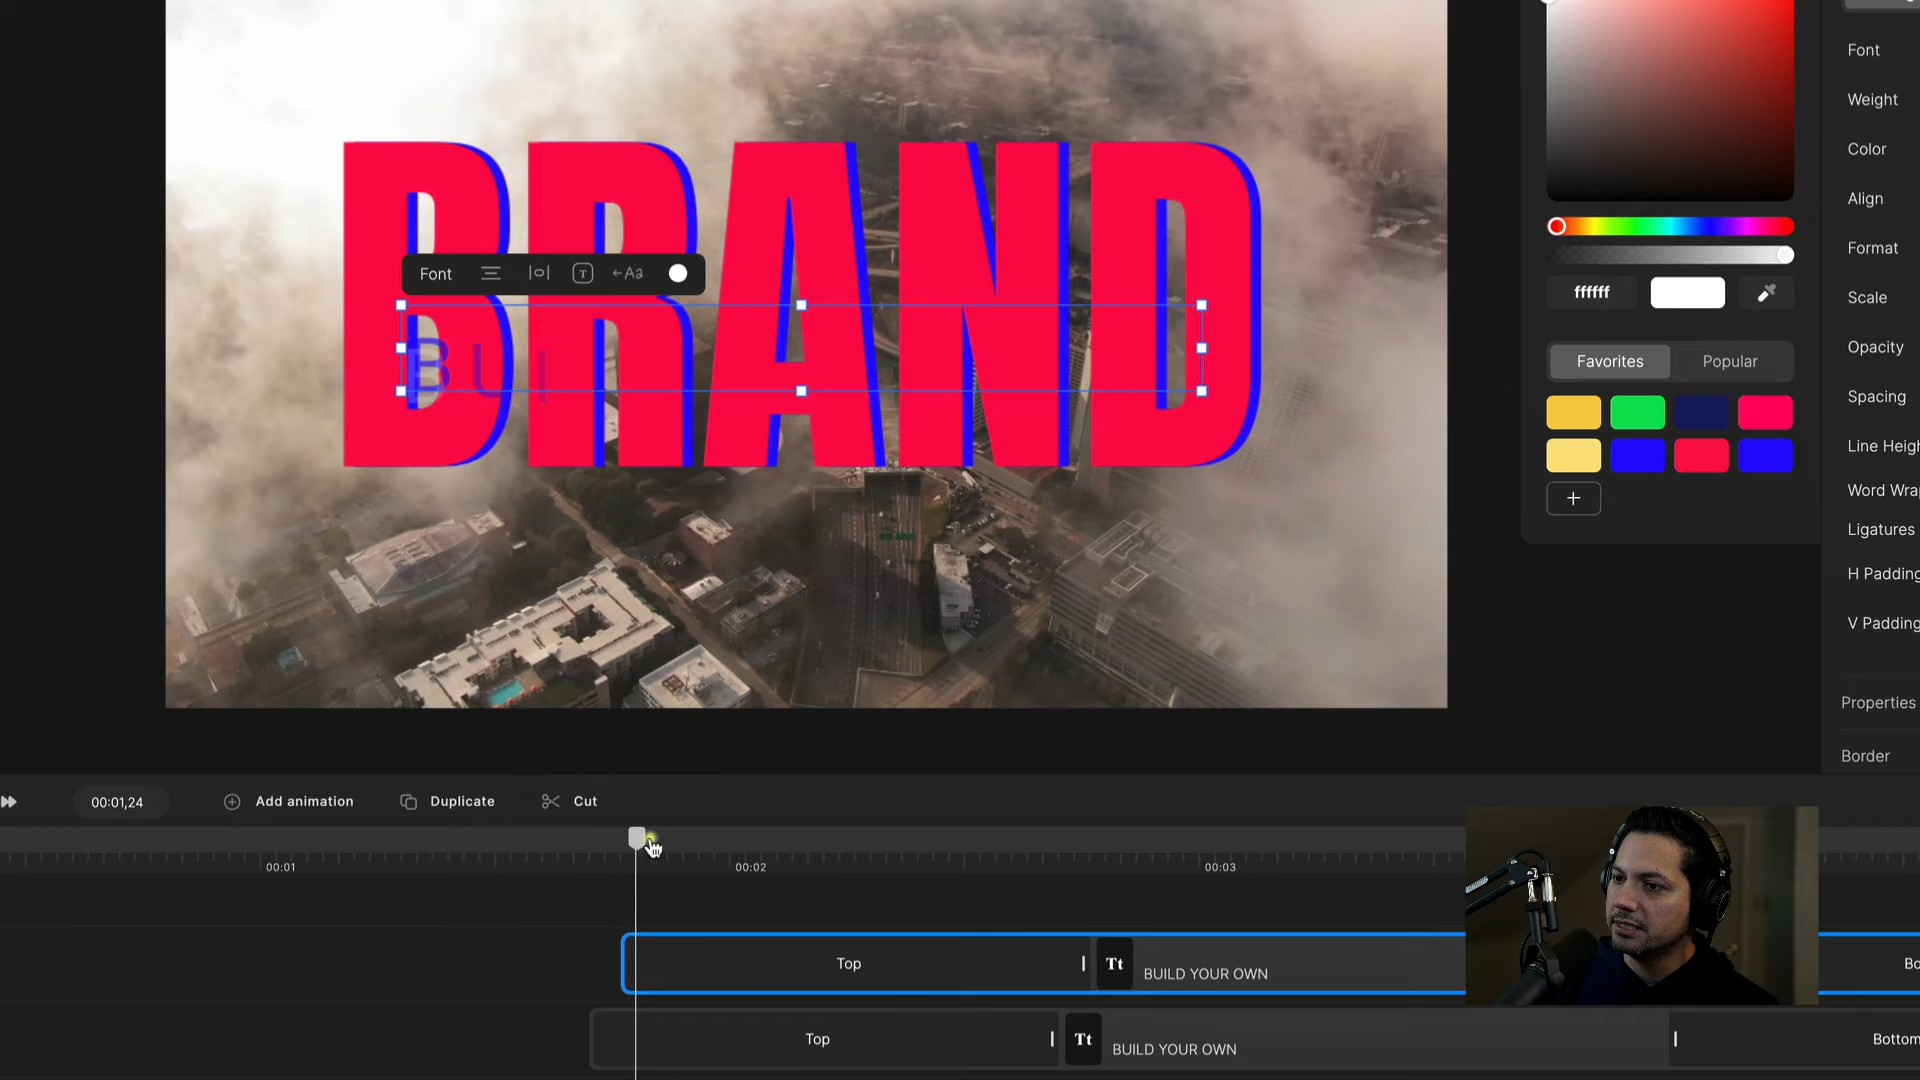 BRAND
Font
T
Aa
BUI
ffffff
Favorites
Popular
Font
Weight
Color
Align
Format
Scale
Opacity
Spacing
Line Heigh
Word Wra
Ligatures
H Padding
V Padding
Properties
Border
00:01,24
Add animation
Duplicate
Cut
00:01
00:02
00:03
Top
Tt
BUILD YOUR OWN
Bo
Top
Tt
BUILD YOUR OWN
Bottom